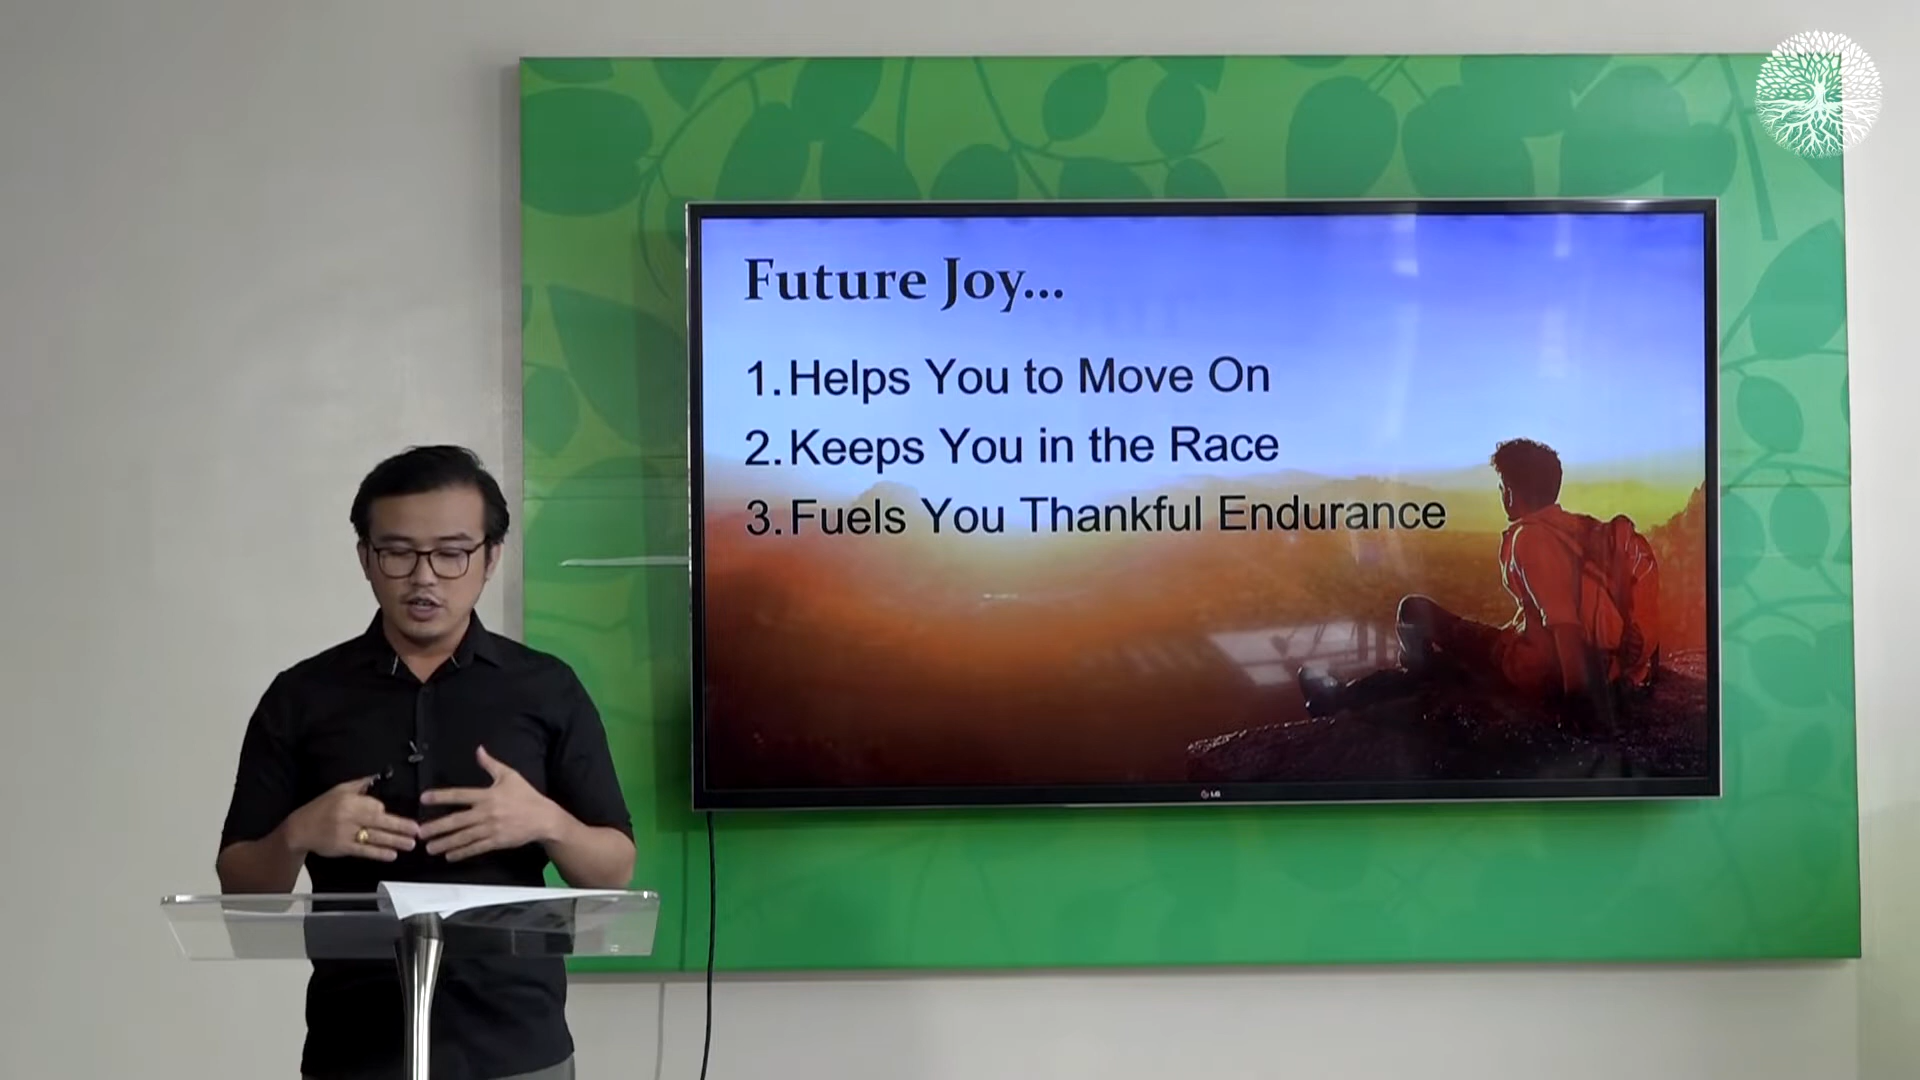 Future Joy...
1. Helps You to Move On
2. Keeps You in the Race
3. Fuels You Thankful Endurance
LG